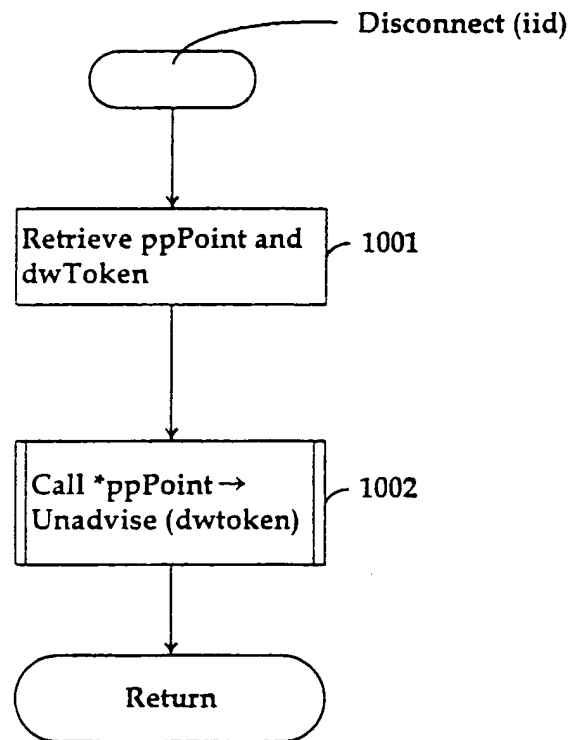 Disconnect (iid)
Retrieve ppPoint and
dwToken
1001
Call *ppPoint→
Unadvise (dwtoken)
1002
Return